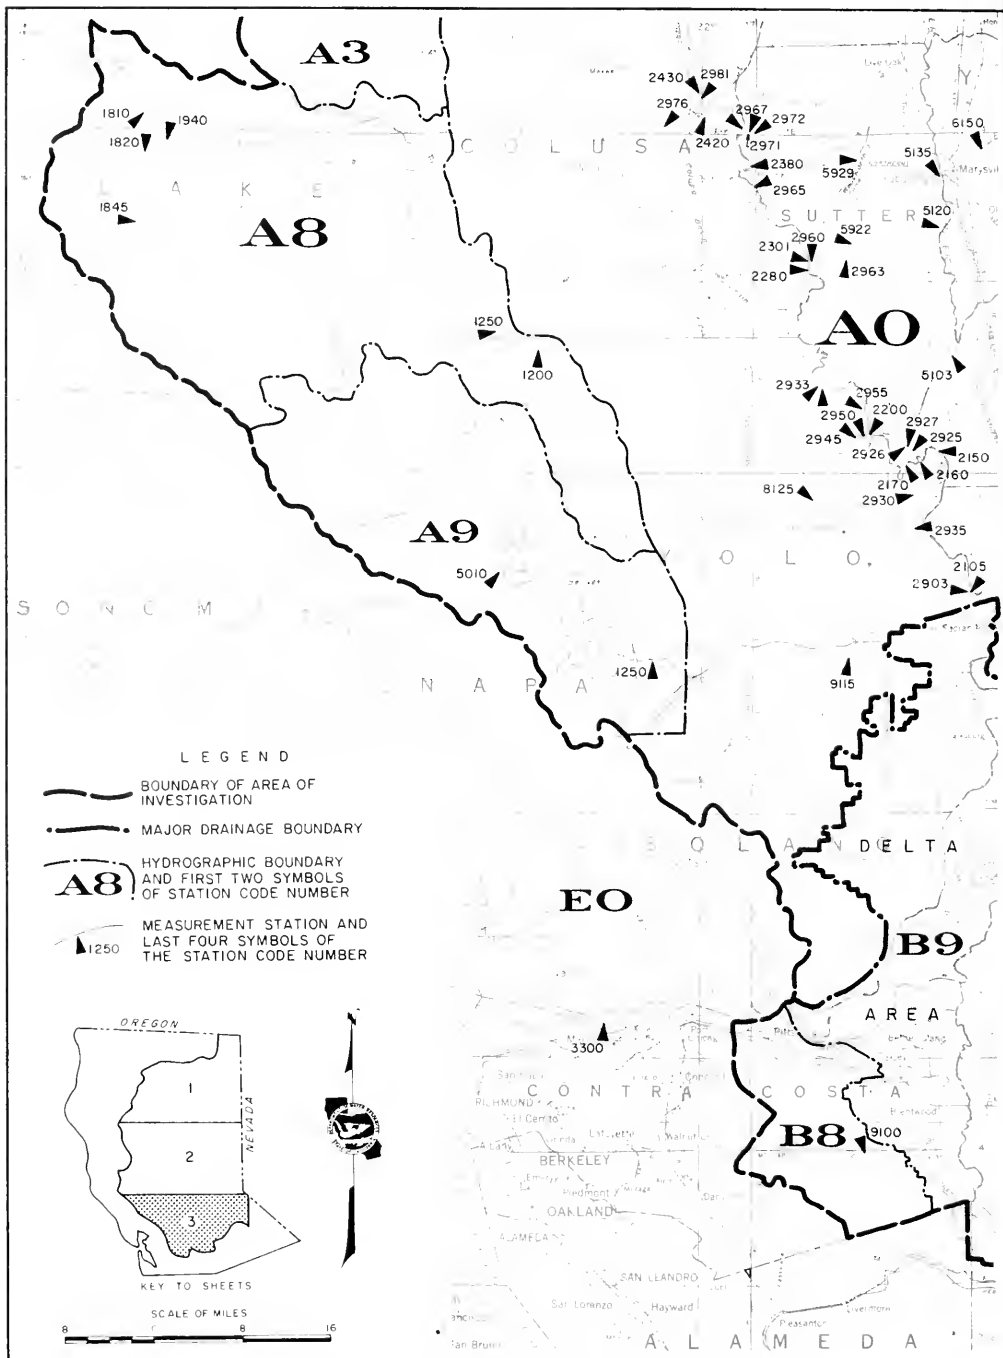 A3
1810
1940
1820
LAKE
1845
A8
1250
1200
A9
5010
1250
NAPA
COLUSA
2430
2981
2976
2420
2967
2972
2971
2380
2965
5929
5135
6150
SUTTER
5120
2960
5922
2301
2280
2963
A0
5103
2933
2955
2950
2200
2945
2927
2925
2926
2150
2170
2160
2930
8125
2935
YOLO
2105
2903
9115
SOLANO
DELTA
E0
B9
AREA
3300
CONTRA COSTA
RICHMOND
El Cerrito
Lafayette
Brentwood
B8
9100
BERKELEY
Piedmont
OAKLAND
ALAMEDA
SAN LEANDRO
San Lorenzo
Hayward
Livermore
ALAMEDA
LEGEND
BOUNDARY OF AREA OF
INVESTIGATION
MAJOR DRAINAGE BOUNDARY
A8
HYDROGRAPHIC BOUNDARY
AND FIRST TWO SYMBOLS
OF STATION CODE NUMBER
1250
MEASUREMENT STATION AND
LAST FOUR SYMBOLS OF
THE STATION CODE NUMBER
OREGON
NEVADA
1
2
3
KEY TO SHEETS
SCALE OF MILES
8 0 8 16